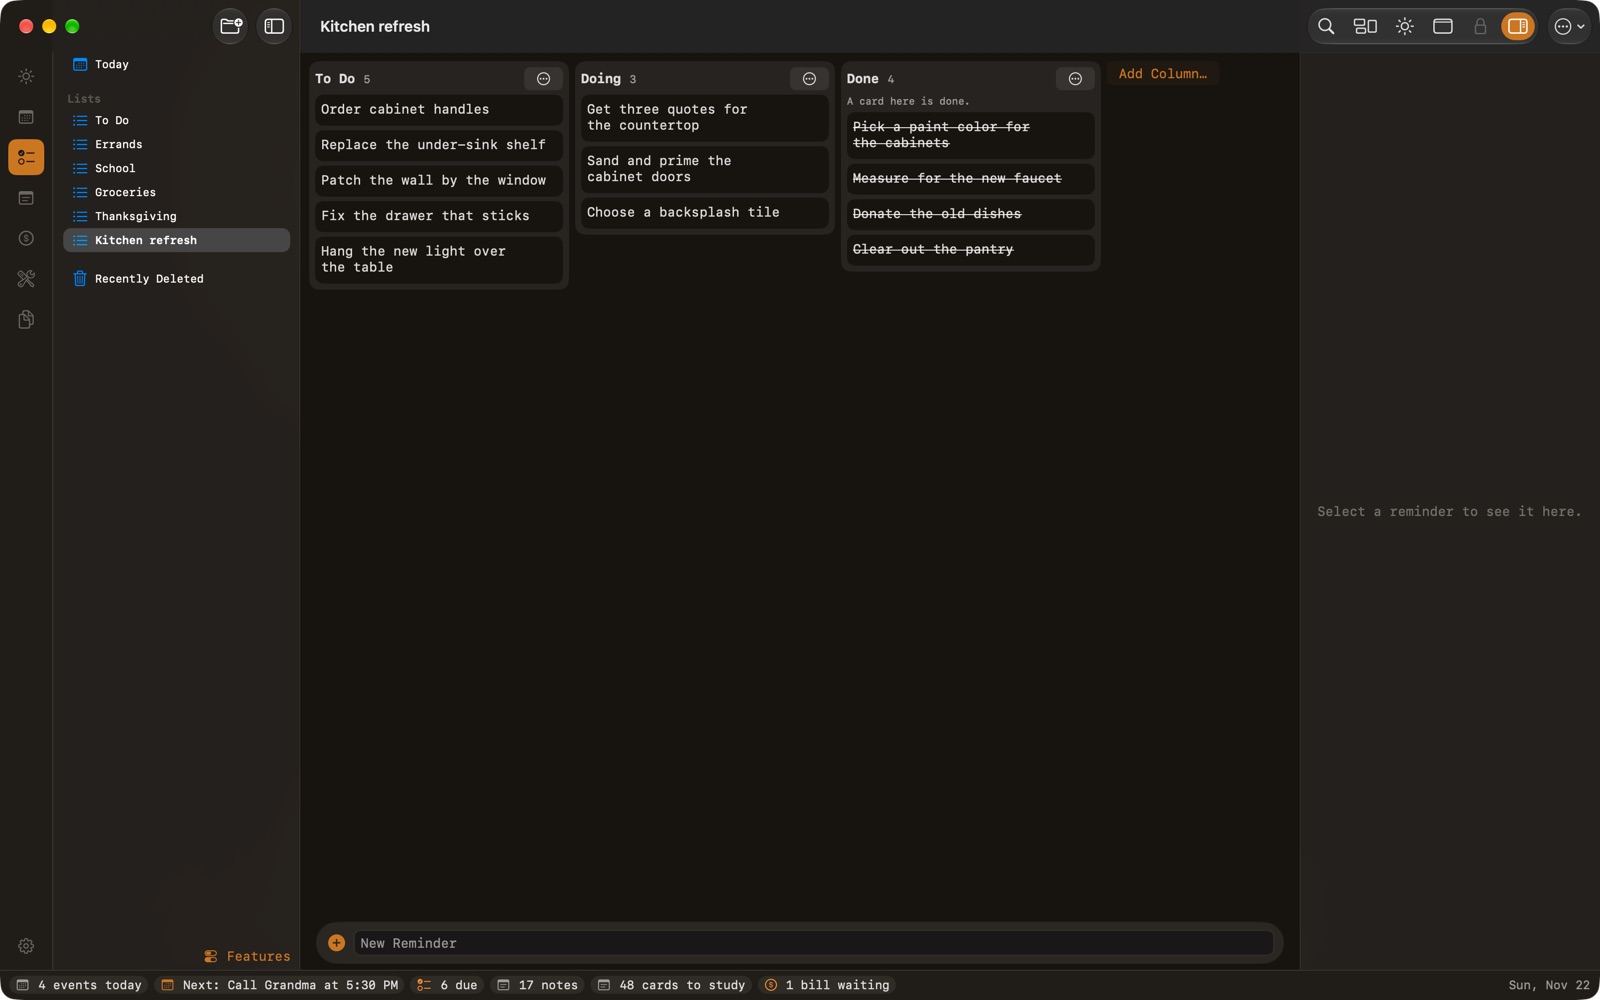 Kitchen refresh
Today
Lists
To Do
Errands
School
Groceries
Thanksgiving
Kitchen refresh
Recently Deleted
Features
To Do 5
Order cabinet handles
Replace the under-sink shelf
Patch the wall by the window
Fix the drawer that sticks
Hang the new light over
the table
Doing 3
Get three quotes for
the countertop
Sand and prime the
cabinet doors
Choose a backsplash tile
Done 4
A card here is done.
Pick a paint color for
the cabinets
Measure for the new faucet
Donate the old dishes
Clear out the pantry
Add Column…
Select a reminder to see it here.
New Reminder
4 events today
Next: Call Grandma at 5:30 PM
6 due
17 notes
48 cards to study
1 bill waiting
Sun, Nov 22